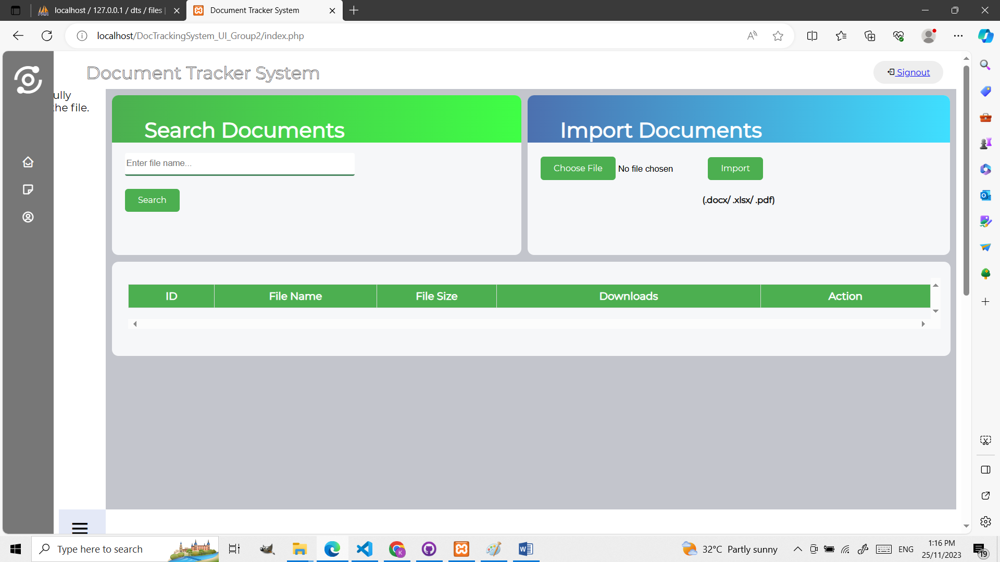 localhost / 127.0.0.1 / dts / files |
Document Tracker System
localhost/DocTrackingSystem_UI_Group2/index.php
Document Tracker System
Signout
ully
the file.
Search Documents
Import Documents
Enter file name...
Choose File No file chosen
Import
Search
(.docx/ .xlsx/ .pdf)
ID File Name File Size Downloads Action
Type here to search
32°C Partly sunny
ENG
1:16 PM
25/11/2023
19